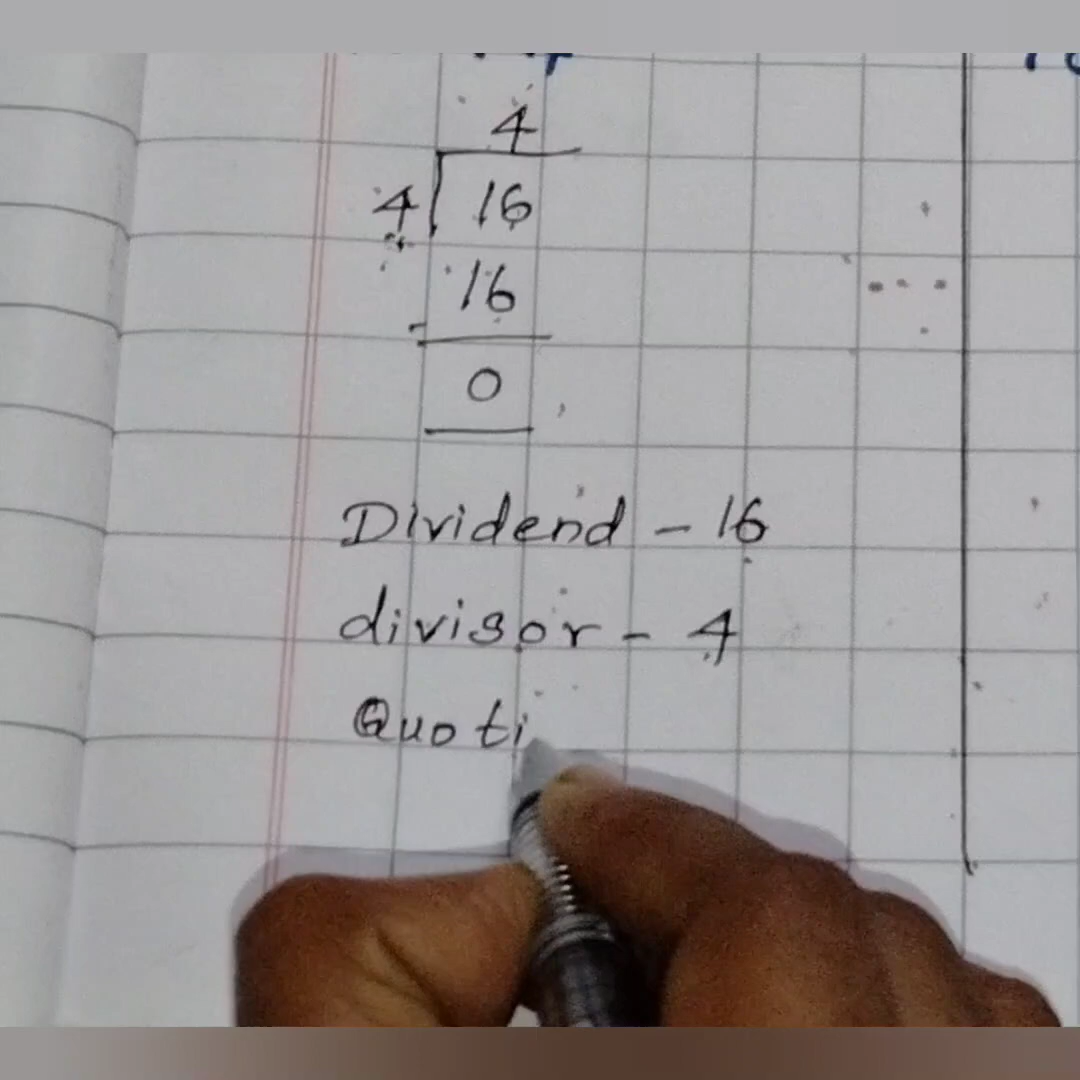 4
4 16
16
-
0
Dividend - 16
divisor - 4
Quoti